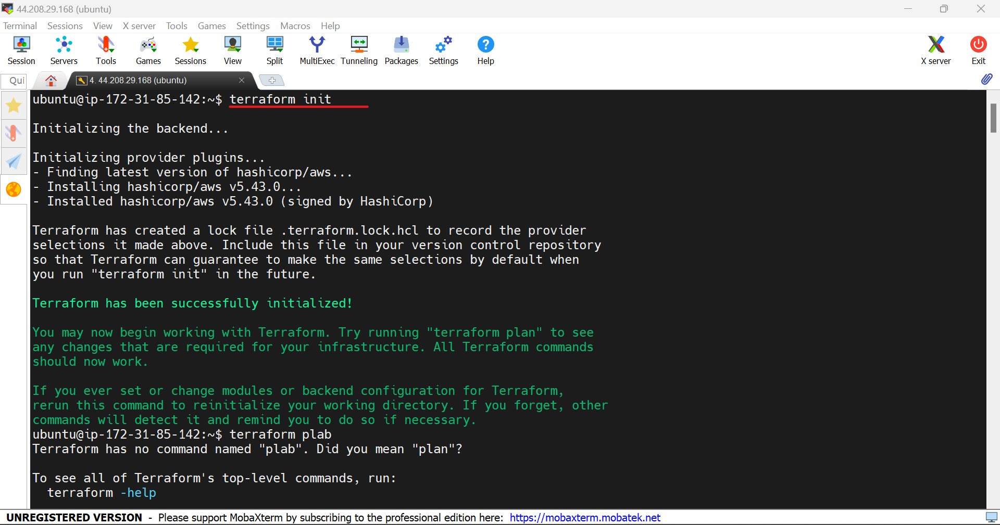 44.208.29.168 (ubuntu)
Terminal Sessions View X server Tools Games Settings Macros Help
Session Servers Tools Games Sessions View Split MultiExec Tunneling Packages Settings Help X server Exit
Qui 4. 44.208.29.168 (ubuntu)
ubuntu@ip-172-31-85-142:~$ terraform init
Initializing the backend...
Initializing provider plugins...
- Finding latest version of hashicorp/aws...
- Installing hashicorp/aws v5.43.0...
- Installed hashicorp/aws v5.43.0 (signed by HashiCorp)
Terraform has created a lock file .terraform.lock.hcl to record the provider
selections it made above. Include this file in your version control repository
so that Terraform can guarantee to make the same selections by default when
you run "terraform init" in the future.
Terraform has been successfully initialized!
You may now begin working with Terraform. Try running "terraform plan" to see
any changes that are required for your infrastructure. All Terraform commands
should now work.
If you ever set or change modules or backend configuration for Terraform,
rerun this command to reinitialize your working directory. If you forget, other
commands will detect it and remind you to do so if necessary.
ubuntu@ip-172-31-85-142:~$ terraform plab
Terraform has no command named "plab". Did you mean "plan"?
To see all of Terraform's top-level commands, run:
terraform -help
UNREGISTERED VERSION - Please support MobaXterm by subscribing to the professional edition here: https://mobaxterm.mobatek.net